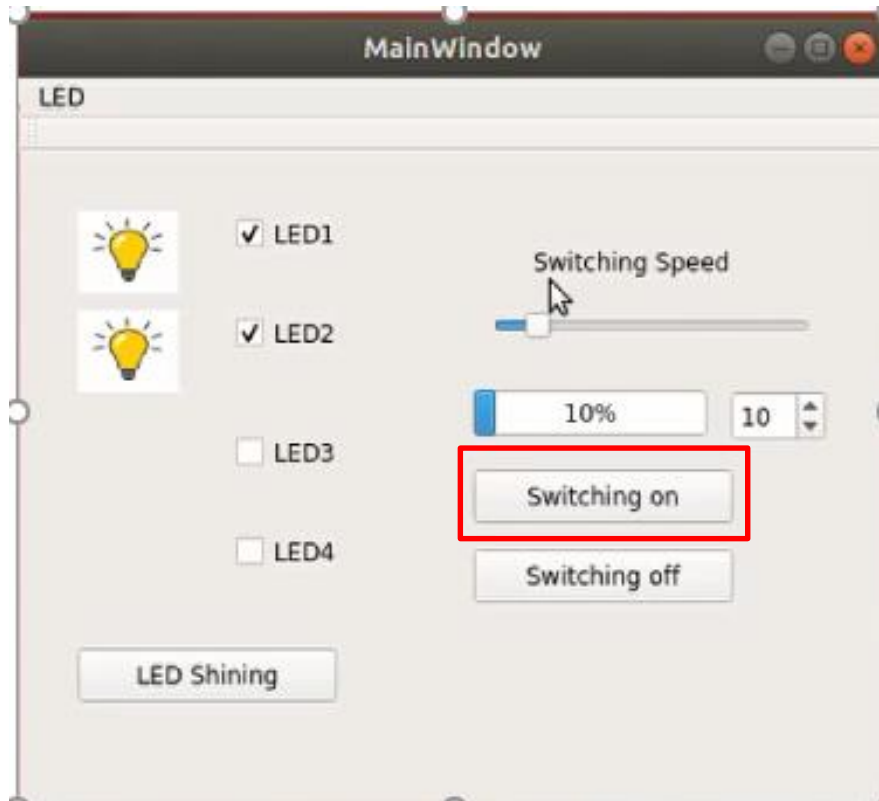 MainWindow
LED
LED1
LED2
LED3
LED4
LED Shining
Switching Speed
10%
10
Switching on
Switching off